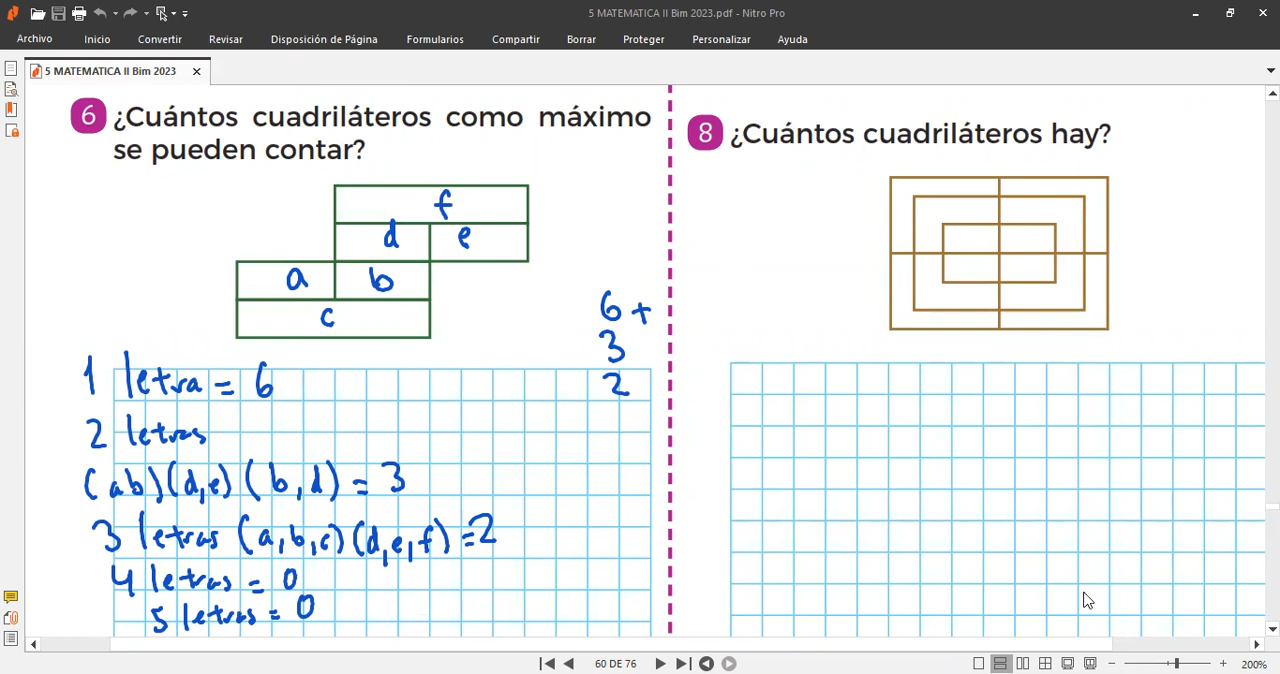 5 MATEMATICA II Bim 2023.pdf - Nitro Pro
Archivo Inicio Convertir Revisar Disposición de Página Formularios Compartir Borrar Proteger Personalizar Ayuda
5 MATEMATICA II Bim 2023
6 ¿Cuántos cuadriláteros como máximo
se pueden contar?
f
d e
a b
c
6 +
3
2
1 letra = 6
2 letras
(ab)(d,e) (b,d) = 3
3 letras (a,b,c)(d,e,f) = 2
4 letras = 0
5 letras = 0
8 ¿Cuántos cuadriláteros hay?
60 DE 76
200%